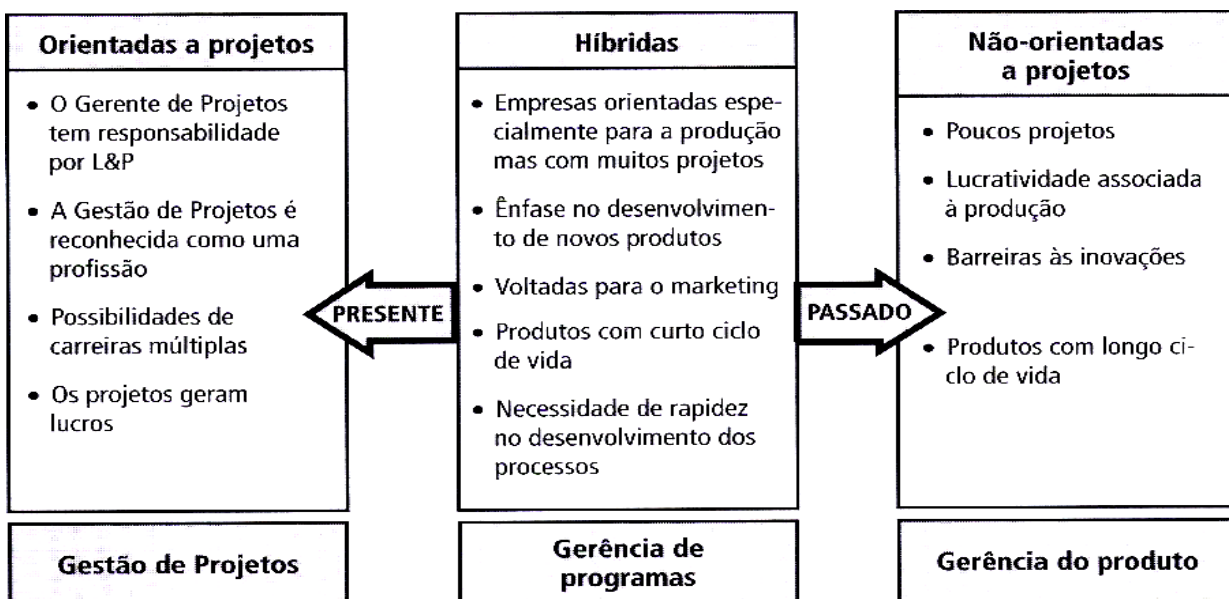 Orientadas a projetos
• O Gerente de Projetos
tem responsabilidade
por L&P
• A Gestão de Projetos é
reconhecida como uma
profissão
• Possibilidades de
carreiras múltiplas
• Os projetos geram
lucros
Gestão de Projetos
PRESENTE
Híbridas
• Empresas orientadas espe-
cialmente para a produção
mas com muitos projetos
• Ênfase no desenvolvimen-
to de novos produtos
• Voltadas para o marketing
• Produtos com curto ciclo
de vida
• Necessidade de rapidez
no desenvolvimento dos
processos
Gerência de
programas
PASSADO
Não-orientadas
a projetos
• Poucos projetos
• Lucratividade associada
à produção
• Barreiras às inovações
• Produtos com longo ci-
clo de vida
Gerência do produto